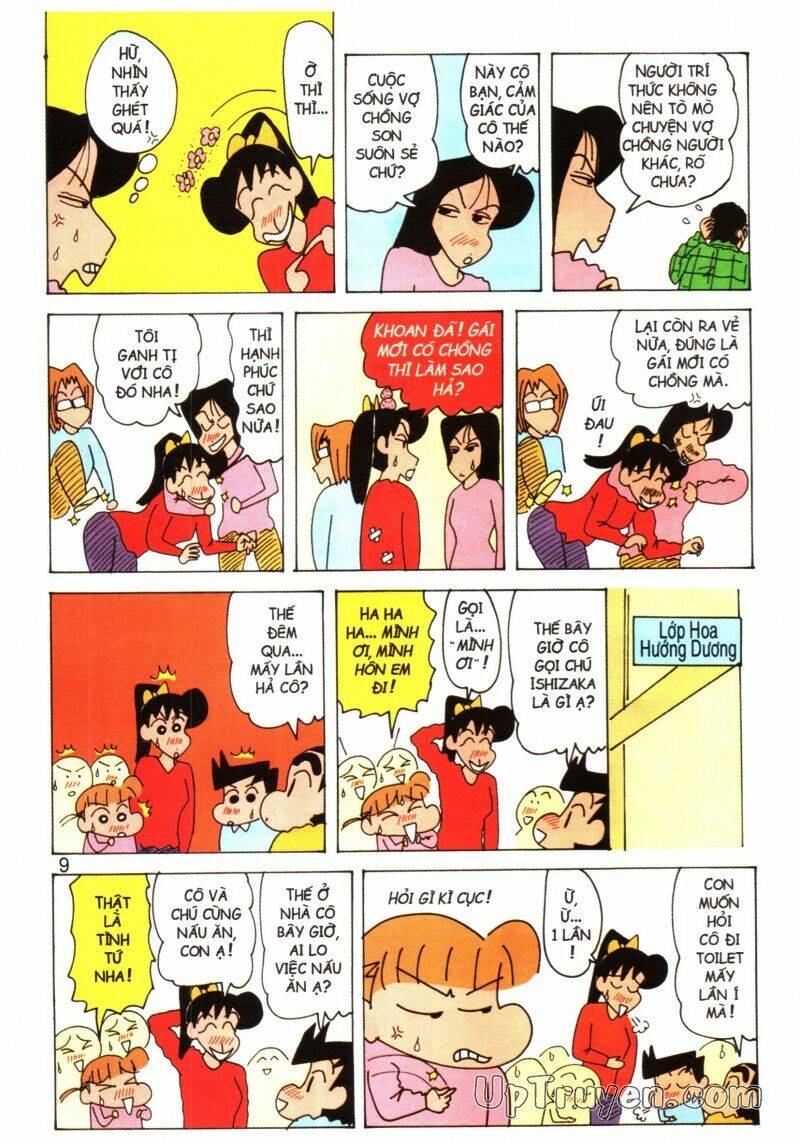 NGƯỜI TRÍ
THỨC KHÔNG
NÊN TÒ MÒ
CHUYỆN VỢ
CHỒNG NGƯỜI
KHÁC, RÕ
CHƯA?
NÀY CÔ
BẠN, CẢM
GIÁC CỦA
CÔ THẾ
NÀO?
CUỘC
SỐNG VỢ
CHỒNG
SON
SUÔN SẺ
CHỨ?
Ờ
THÌ
THÌ...
HỪ,
NHÌN
THẤY
GHÉT
QUÁ!
LẠI CÒN RA VẺ
NỮA, ĐÚNG LÀ
GÁI MỚI CÓ
CHỒNG MÀ.
ÚI
ĐAU!
KHOAN ĐÃ! GÁI
MỚI CÓ CHỒNG
THÌ LÀM SAO
HẢ?
THÌ
HẠNH
PHÚC
CHỨ
SAO
NỮA!
TÔI
GANH TỊ
VỚI CÔ
ĐÓ NHA!
Lớp Hoa
Hướng Dương
THẾ BÂY
GIỜ CÔ
GỌI CHÚ
ISHIZAKA
LÀ GÌ Ạ?
GỌI
LÀ...
"MÌNH
ƠI"!
HA HA
HA... MÌNH
ƠI, MÌNH
HÔN EM
ĐI!
THẾ
ĐÊM
QUA...
MẤY LẦN
HẢ CÔ?
9
CON
MUỐN
HỎI
CÔ ĐI
TOILET
MẤY
LẦN Í
MÀ!
Ừ,
Ừ...
1 LẦN!
HỎI GÌ KÌ CỤC!
THẾ Ở
NHÀ CÔ
BÂY GIỜ,
AI LO
VIỆC NẤU
ĂN Ạ?
CÔ VÀ
CHÚ CÙNG
NẤU ĂN,
CON Ạ!
THẬT
LÀ
TÌNH
TỨ
NHA!
UpTruyen.com